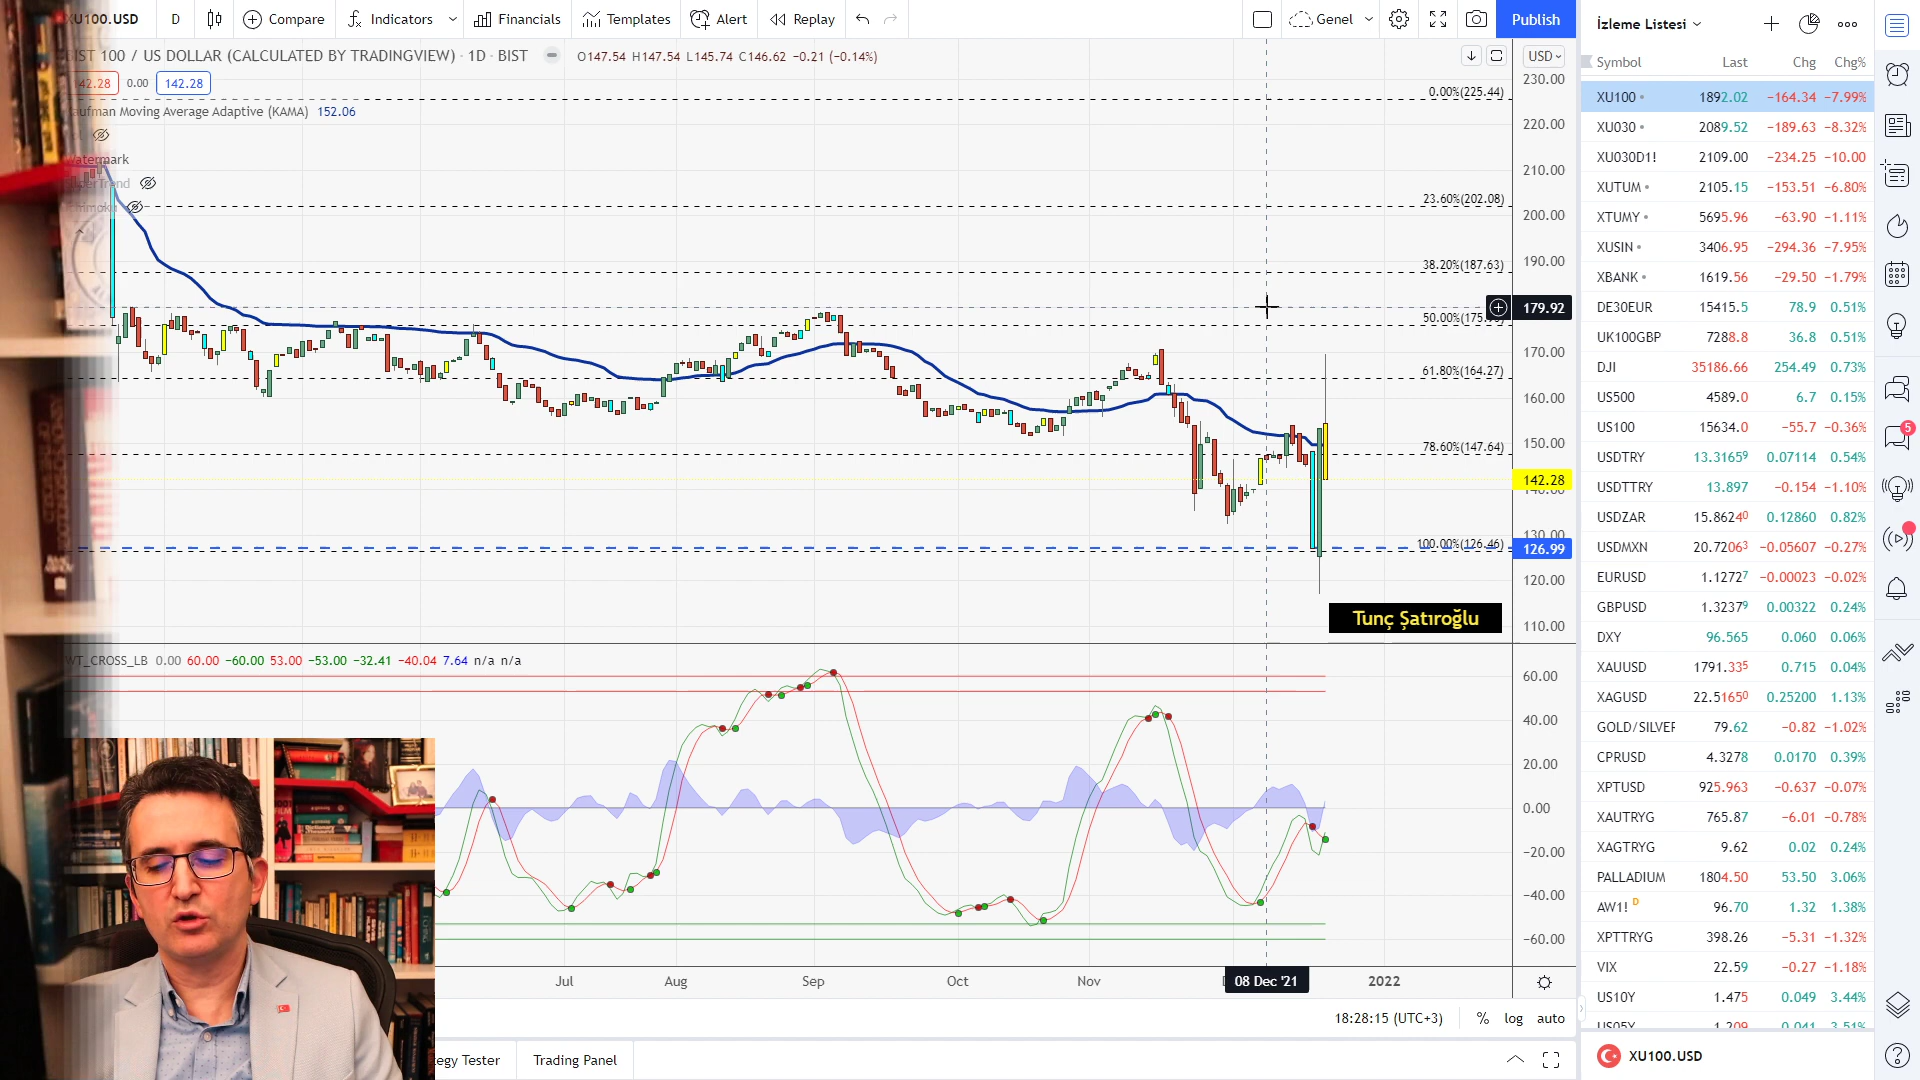 XU100.USD D Compare Indicators Financials Templates Alert Replay Genel Publish
BIST 100 / US DOLLAR (CALCULATED BY TRADINGVIEW) · 1D · BIST O147.54 H147.54 L145.74 C146.62 −0.21 (−0.14%)
142.28 0.00 142.28
Kaufman Moving Average Adaptive (KAMA) 152.06
Watermark
SuperTrend
USD
230.00
220.00
210.00
200.00
190.00
179.92
170.00
160.00
150.00
142.28
140.00
130.00
126.99
120.00
110.00
0.00%(225.44)
23.60%(202.08)
38.20%(187.63)
50.00%(175.
61.80%(164.27)
78.60%(147.64)
100.00%(126.46)
Tunç Şatıroğlu
WT_CROSS_LB 0.00 60.00 −60.00 53.00 −53.00 −32.41 −40.04 7.64 n/a n/a
60.00
40.00
20.00
0.00
−20.00
−40.00
−60.00
Jul Aug Sep Oct Nov 08 Dec '21 2022
18:28:15 (UTC+3) % log auto
tegy Tester Trading Panel
İzleme Listesi
Symbol Last Chg Chg%
XU100 1892.02 −164.34 −7.99%
XU030 2089.52 −189.63 −8.32%
XU030D1! 2109.00 −234.25 −10.00
XUTUM 2105.15 −153.51 −6.80%
XTUMY 5695.96 −63.90 −1.11%
XUSIN 3406.95 −294.36 −7.95%
XBANK 1619.56 −29.50 −1.79%
DE30EUR 15415.5 78.9 0.51%
UK100GBP 7288.8 36.8 0.51%
DJI 35186.66 254.49 0.73%
US500 4589.0 6.7 0.15%
US100 15634.0 −55.7 −0.36%
USDTRY 13.3165⁹ 0.07114 0.54%
USDTTRY 13.897 −0.154 −1.10%
USDZAR 15.8624⁰ 0.12860 0.82%
USDMXN 20.7206³ −0.05607 −0.27%
EURUSD 1.1272⁷ −0.00023 −0.02%
GBPUSD 1.3237⁹ 0.00322 0.24%
DXY 96.565 0.060 0.06%
XAUUSD 1791.33⁵ 0.715 0.04%
XAGUSD 22.5165⁰ 0.25200 1.13%
GOLD/SILVER 79.62 −0.82 −1.02%
CPRUSD 4.3278 0.0170 0.39%
XPTUSD 925.963 −0.637 −0.07%
XAUTRYG 765.87 −6.01 −0.78%
XAGTRYG 9.62 0.02 0.24%
PALLADIUM 1804.50 53.50 3.06%
AW1! D 96.70 1.32 1.38%
XPTTRYG 398.26 −5.31 −1.32%
VIX 22.59 −0.27 −1.18%
US10Y 1.475 0.049 3.44%
US05Y 1.209 0.041 3.51%
XU100.USD
5